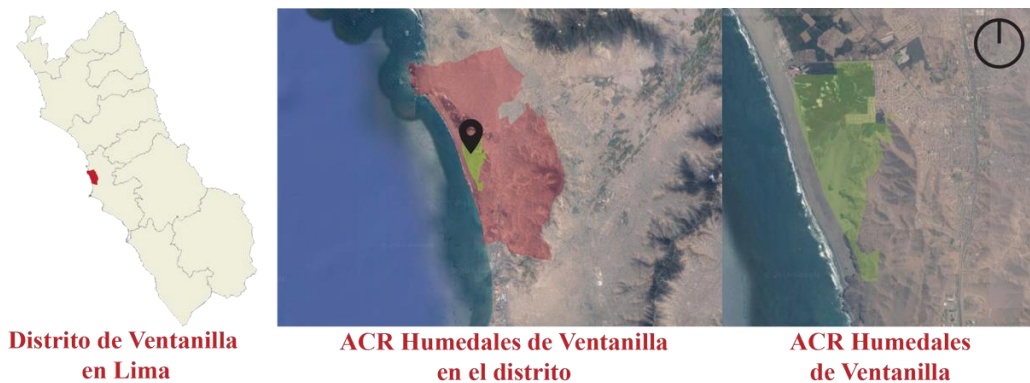 Distrito de Ventanilla
en Lima
ACR Humedales de Ventanilla
en el distrito
ACR Humedales
de Ventanilla